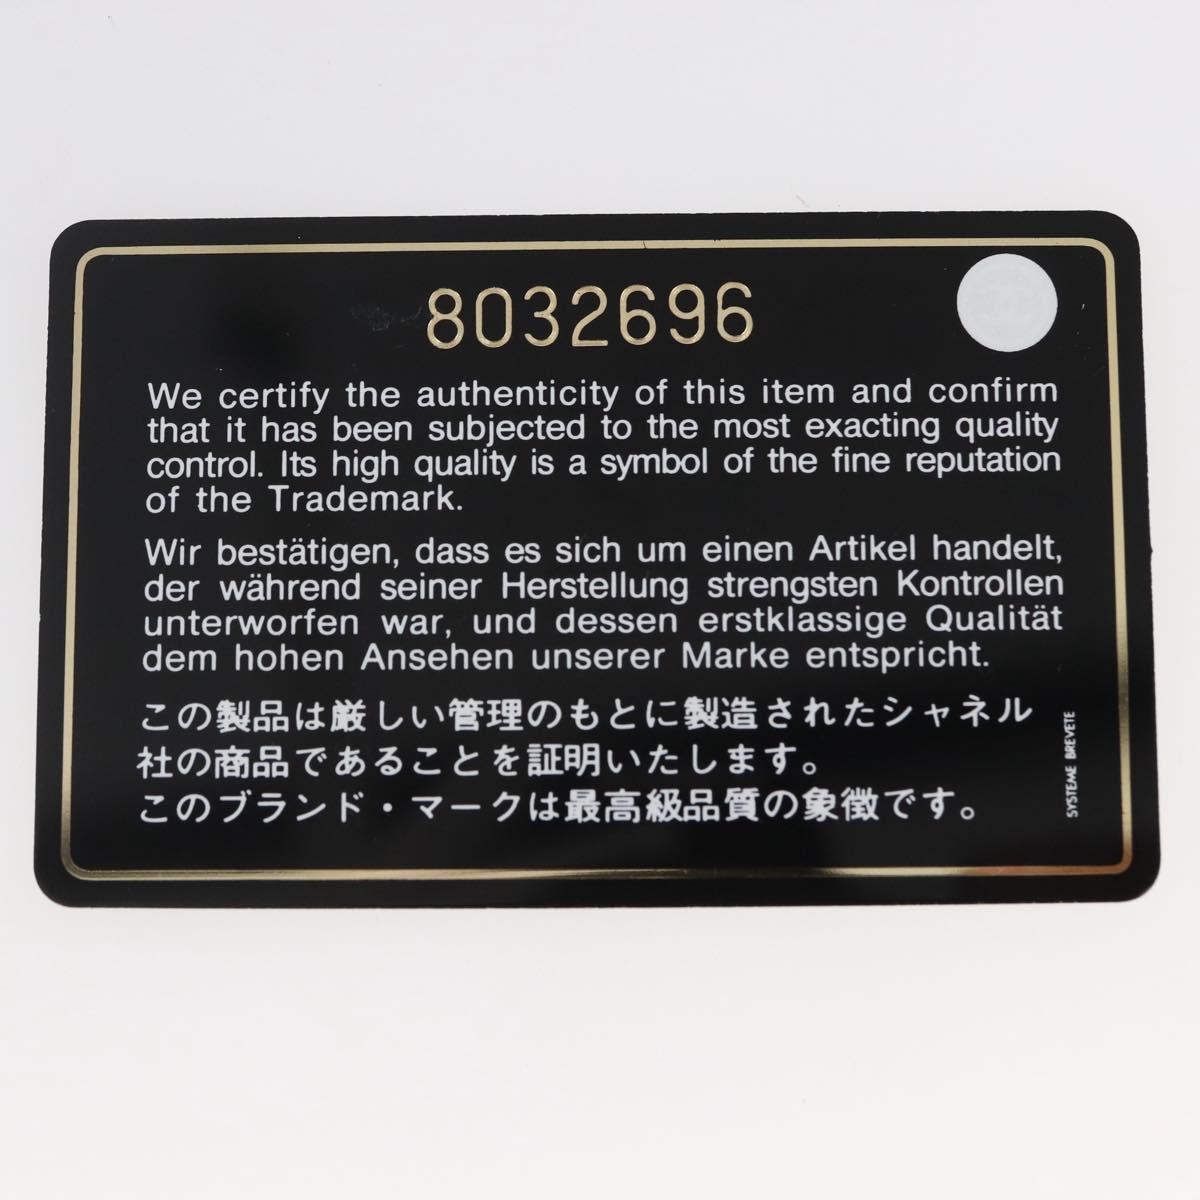 8032696
We certify the authenticity of this item and confirm
that it has been subjected to the most exacting quality
control. Its high quality is a symbol of the fine reputation
of the Trademark.
Wir bestätigen, dass es sich um einen Artikel handelt,
der während seiner Herstellung strengsten Kontrollen
unterworfen war, und dessen erstklassige Qualität
dem hohen Ansehen unserer Marke entspricht.
この製品は厳しい管理のもとに製造されたシャネル
社の商品であることを証明いたします。
このブランド・マークは最高級品質の象徴です。
SYSTEME BREVETE